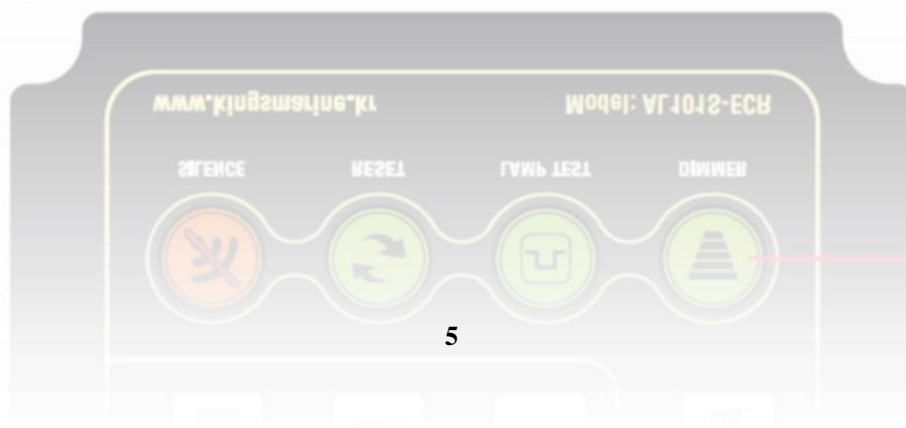 www.kingsmarine.kr Model: AL101S-ECR
SILENCE RESET LAMP TEST DIMMER
5